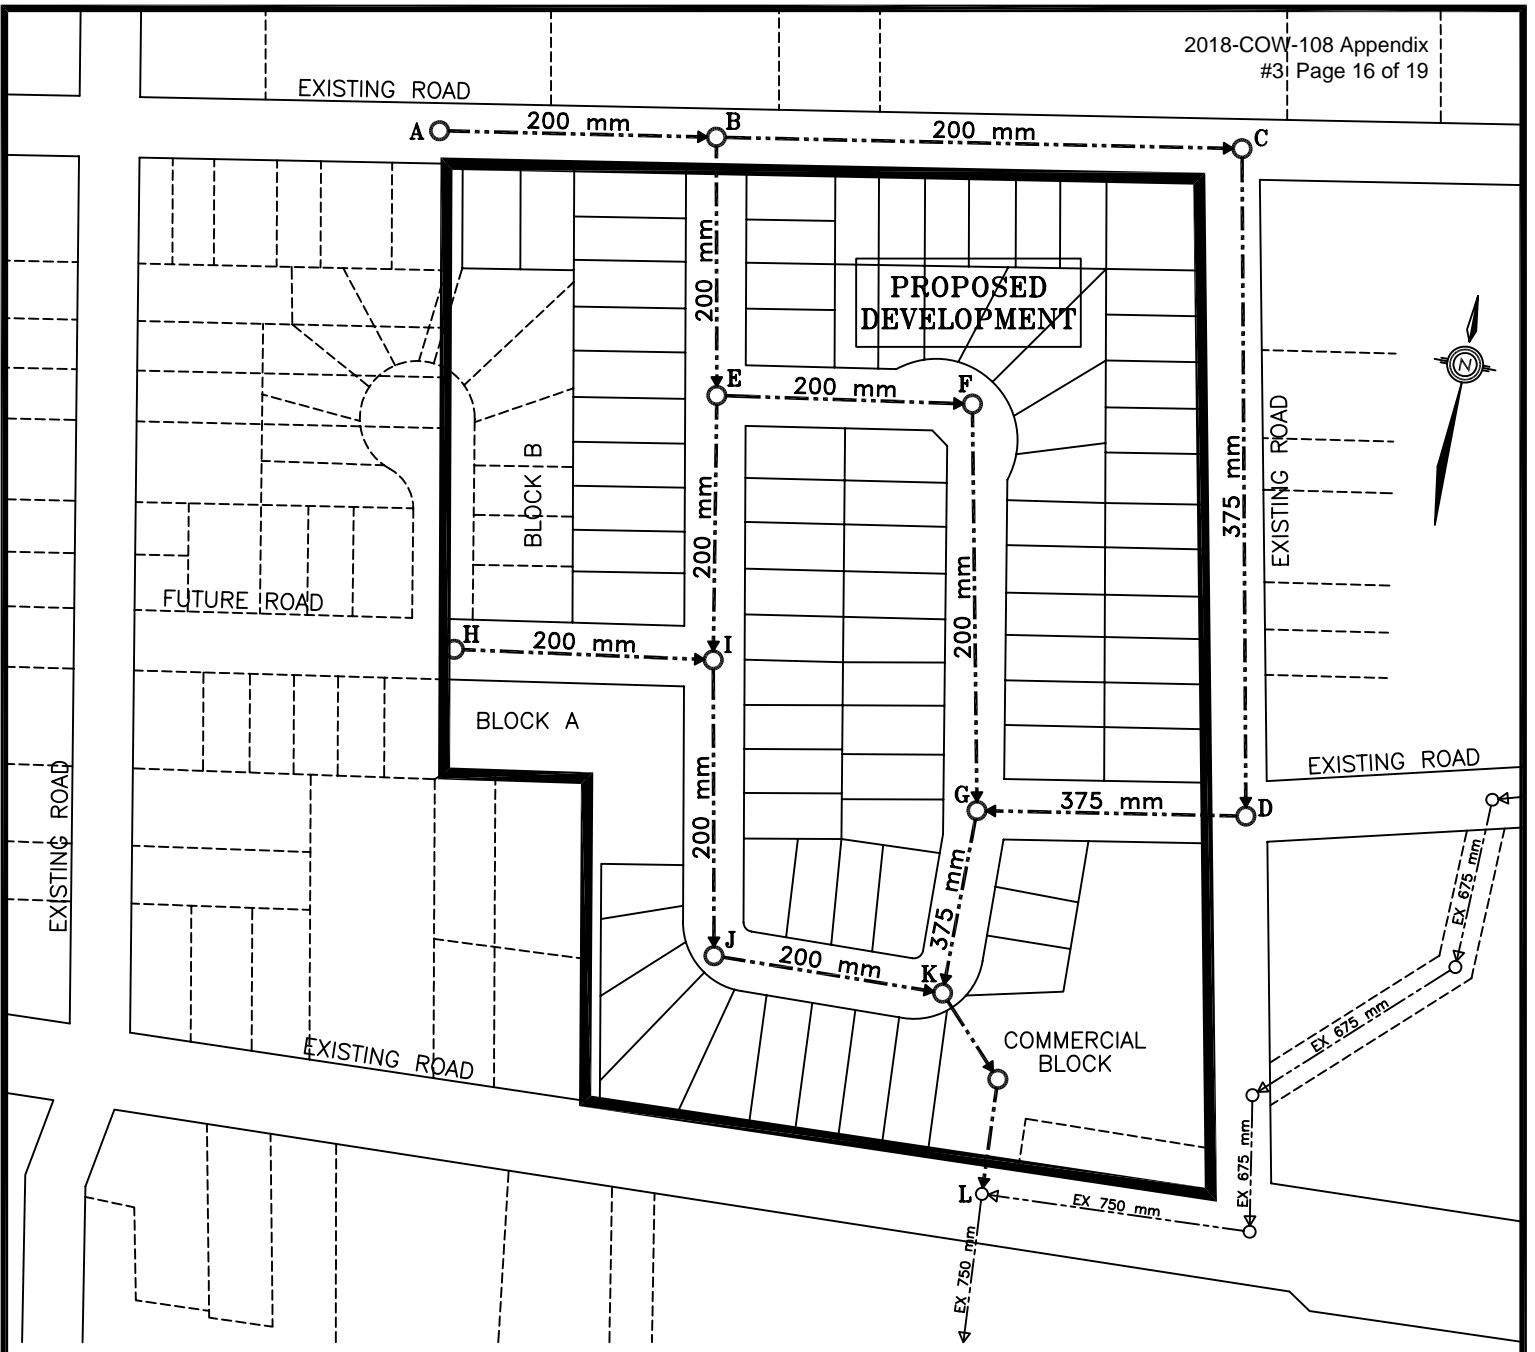 2018-COW-108 Appendix
#3 Page 16 of 19
EXISTING ROAD
A
200 mm
B
200 mm
C
200 mm
PROPOSED
DEVELOPMENT
E
200 mm
F
BLOCK B
200 mm
200 mm
375 mm
EXISTING ROAD
N
FUTURE ROAD
H
200 mm
I
BLOCK A
200 mm
EXISTING ROAD
G
375 mm
D
EXISTING ROAD
375 mm
EX 675 mm
J
200 mm
K
EX 675 mm
EXISTING ROAD
COMMERCIAL
BLOCK
EX 675 mm
L
EX 750 mm
EX 750 mm